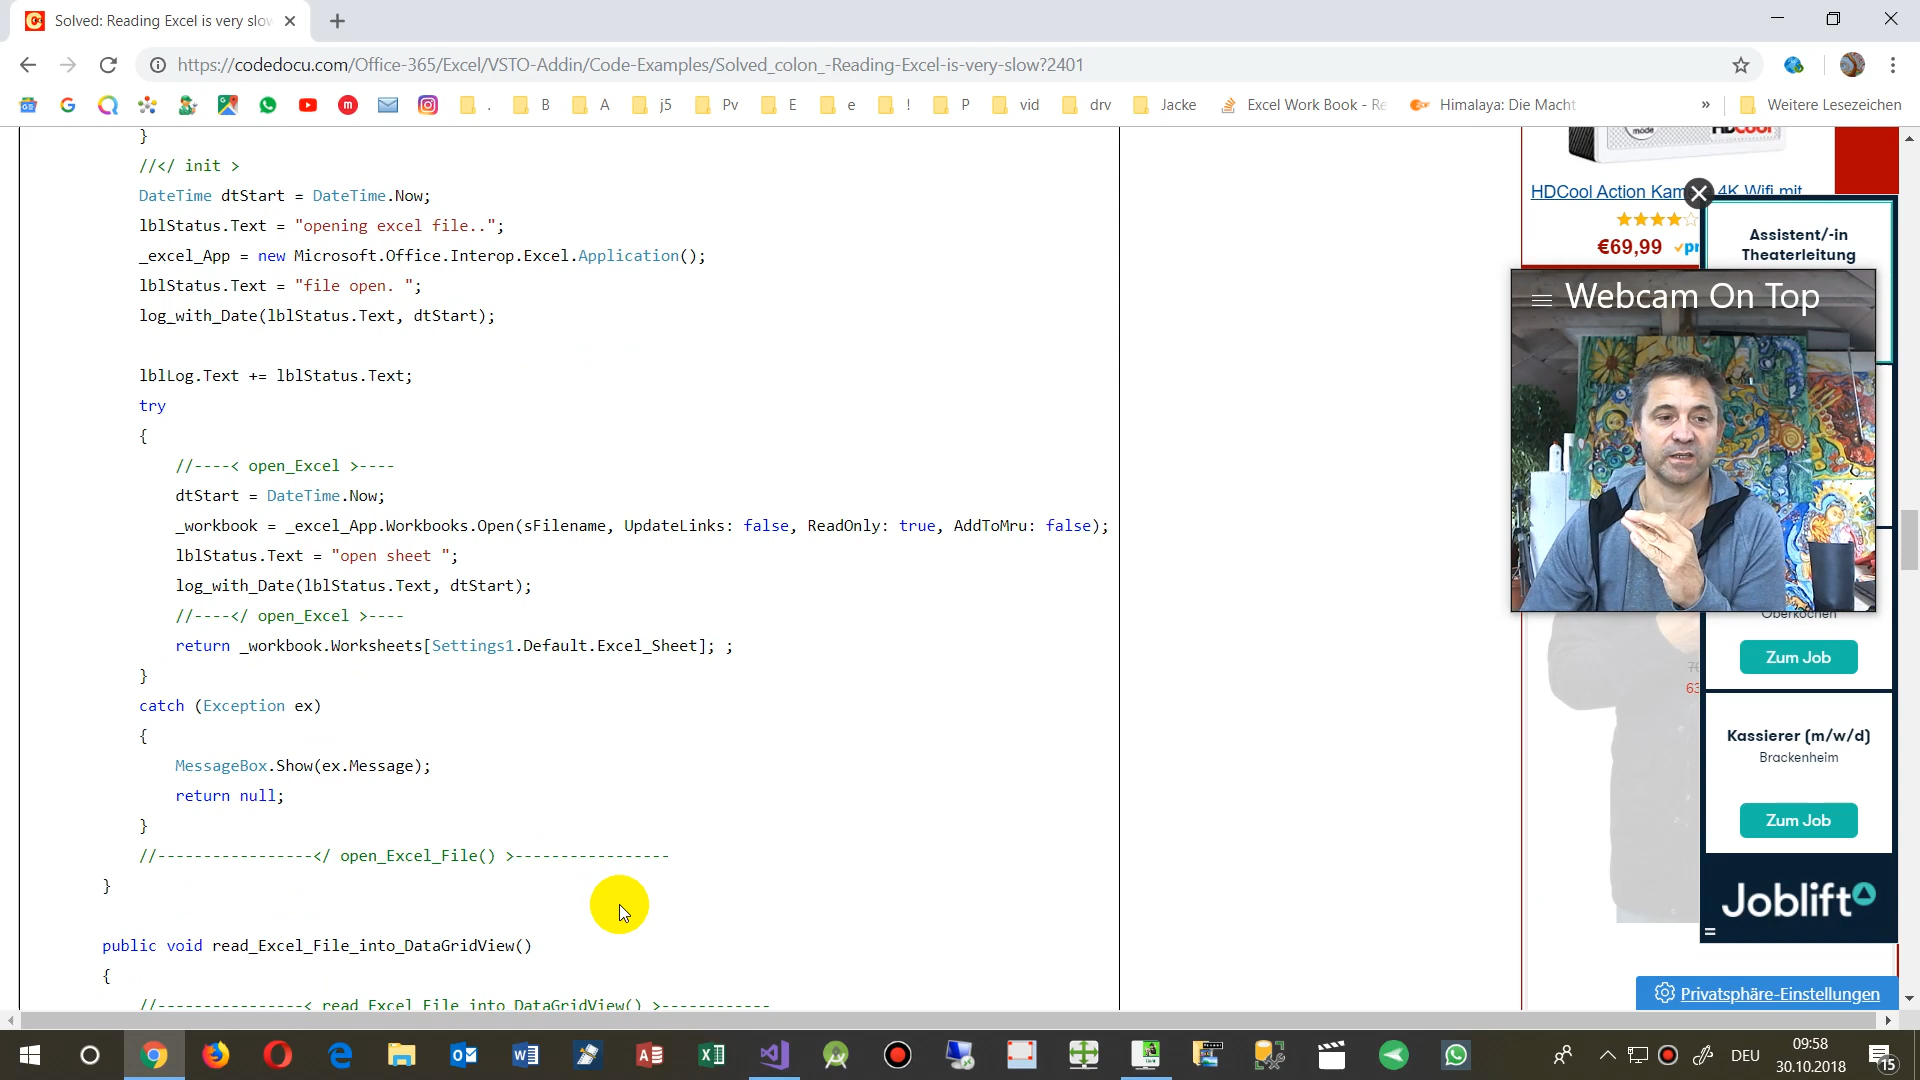 Solved: Reading Excel is very slow
https://codedocu.com/Office-365/Excel/VSTO-Addin/Code-Examples/Solved_colon_-Reading-Excel-is-very-slow?2401
. B A j5 Pv E e ! P vid drv Jacke Excel Work Book - Re Himalaya: Die Macht » Weitere Lesezeichen
}
//</ init >
DateTime dtStart = DateTime.Now;
lblStatus.Text = "opening excel file..";
_excel_App = new Microsoft.Office.Interop.Excel.Application();
lblStatus.Text = "file open. ";
log_with_Date(lblStatus.Text, dtStart);
lblLog.Text += lblStatus.Text;
try
{
//----< open_Excel >----
dtStart = DateTime.Now;
_workbook = _excel_App.Workbooks.Open(sFilename, UpdateLinks: false, ReadOnly: true, AddToMru: false);
lblStatus.Text = "open sheet ";
log_with_Date(lblStatus.Text, dtStart);
//----</ open_Excel >----
return _workbook.Worksheets[Settings1.Default.Excel_Sheet]; ;
}
catch (Exception ex)
{
MessageBox.Show(ex.Message);
return null;
}
//-----------------</ open_Excel_File() >-----------------
}
public void read_Excel_File_into_DataGridView()
{
//----------------< read_Excel_File_into_DataGridView() >------------
mode
HDCool
HDCool Action Kam 4K Wifi mit
€69,99
Assistent/-in
Theaterleitung
Webcam On Top
Oberkochen
Zum Job
Kassierer (m/w/d)
Brackenheim
Zum Job
Joblift
Privatsphäre-Einstellungen
DEU
09:58
30.10.2018
15